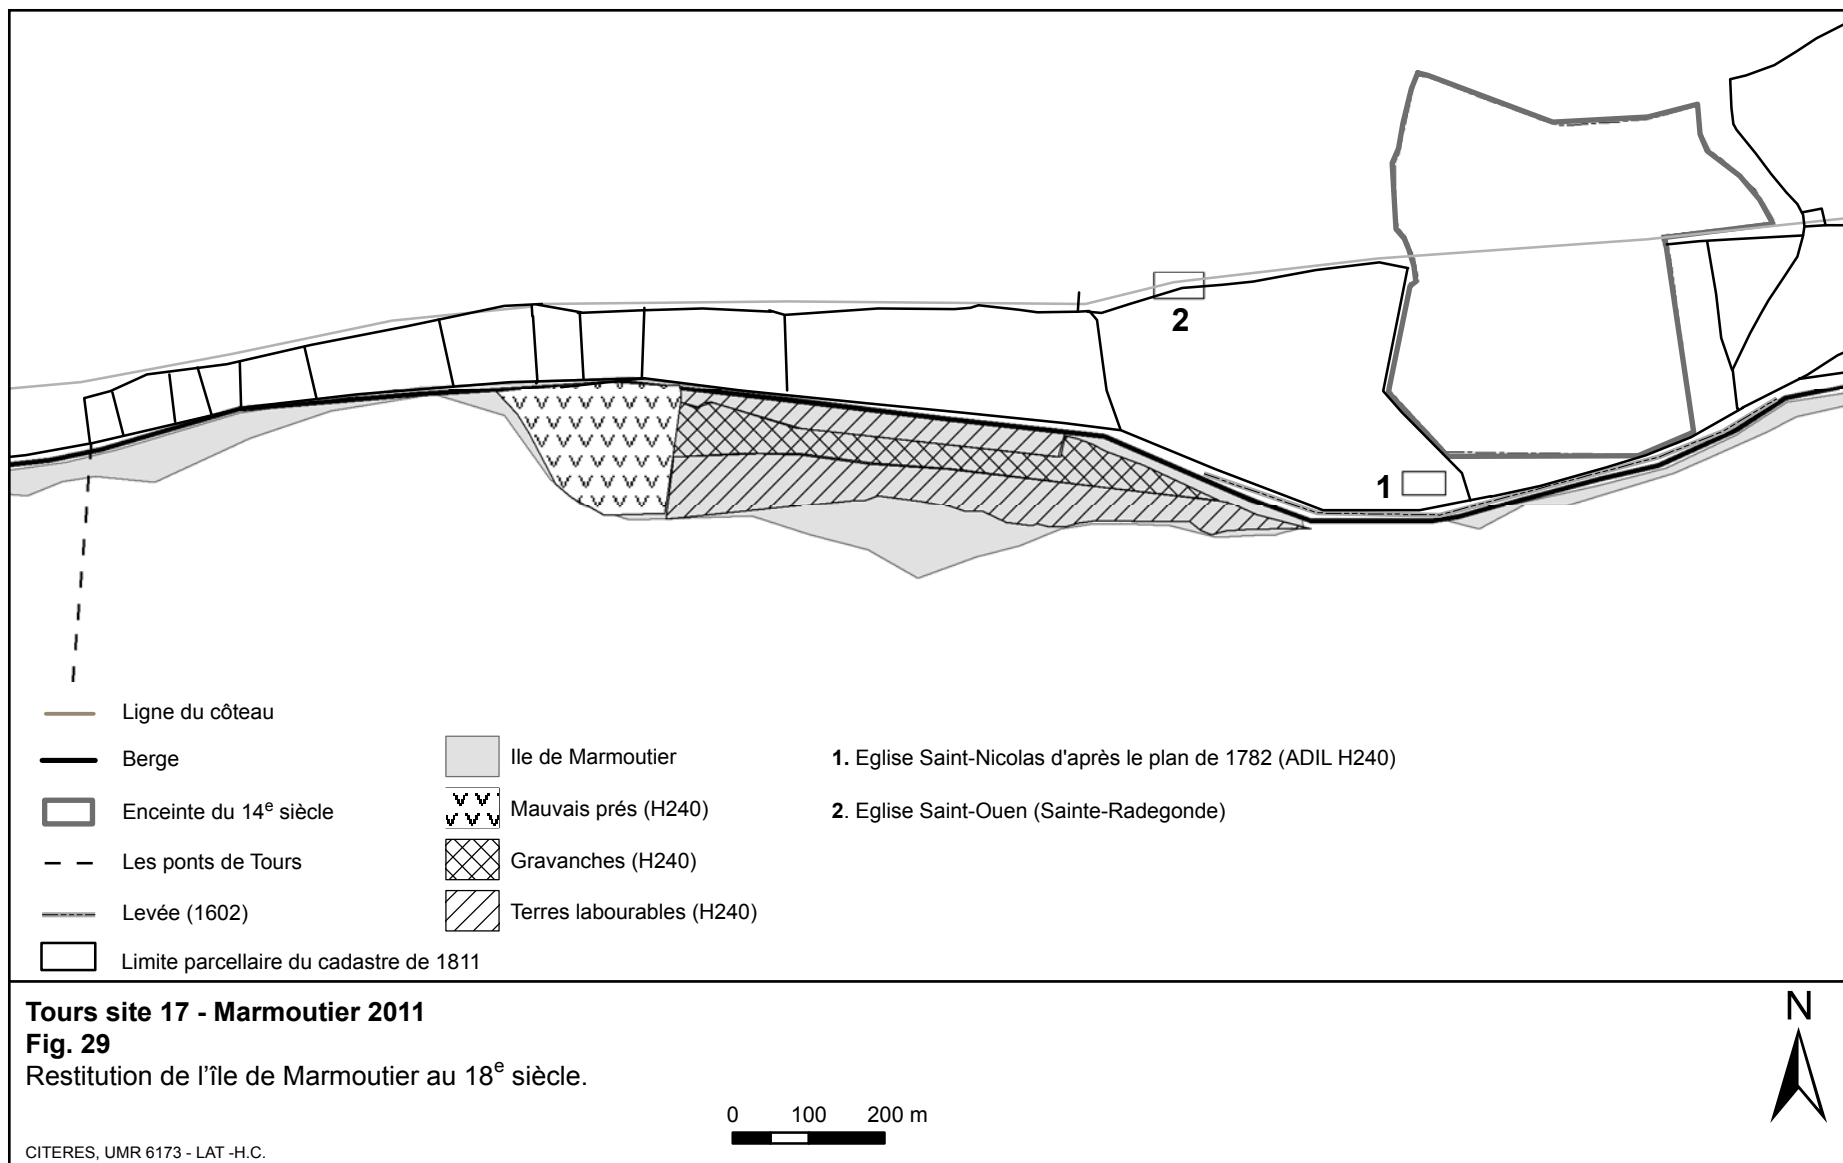 2
1
Ligne du côteau
Berge
Enceinte du 14e siècle
Les ponts de Tours
Levée (1602)
Limite parcellaire du cadastre de 1811
Ile de Marmoutier
Mauvais prés (H240)
Gravanches (H240)
Terres labourables (H240)
1. Eglise Saint-Nicolas d'après le plan de 1782 (ADIL H240)
2. Eglise Saint-Ouen (Sainte-Radegonde)
Tours site 17 - Marmoutier 2011
Fig. 29
Restitution de l'île de Marmoutier au 18e siècle.
0 100 200 m
CITERES, UMR 6173 - LAT -H.C.
N